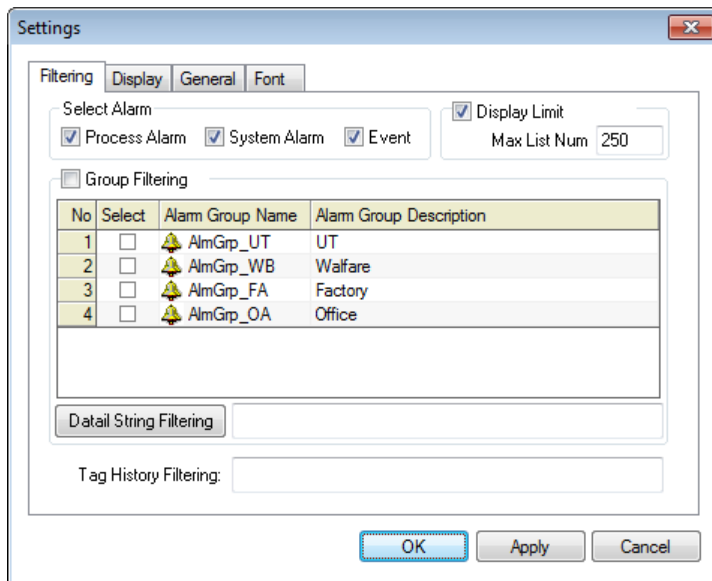 Settings
Filtering Display General Font
Select Alarm
Process Alarm System Alarm Event
Display Limit
Max List Num 250
Group Filtering
No Select Alarm Group Name Alarm Group Description
1 AlmGrp_UT UT
2 AlmGrp_WB Walfare
3 AlmGrp_FA Factory
4 AlmGrp_OA Office
Datail String Filtering
Tag History Filtering:
OK Apply Cancel